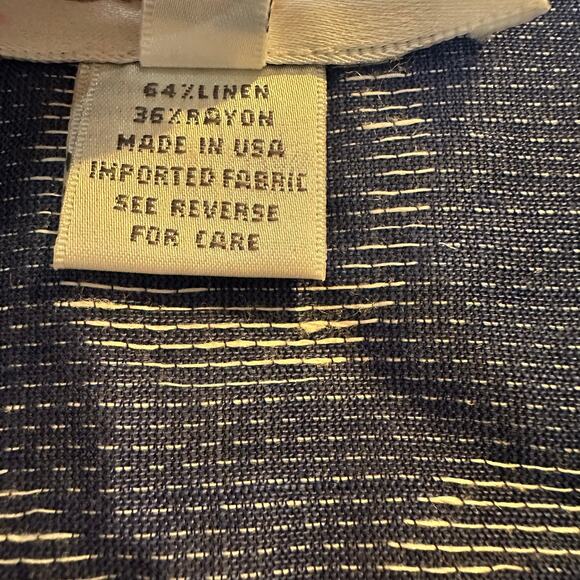 64%LINEN
36%RAYON
MADE IN USA
IMPORTED FABRIC
SEE REVERSE
FOR CARE